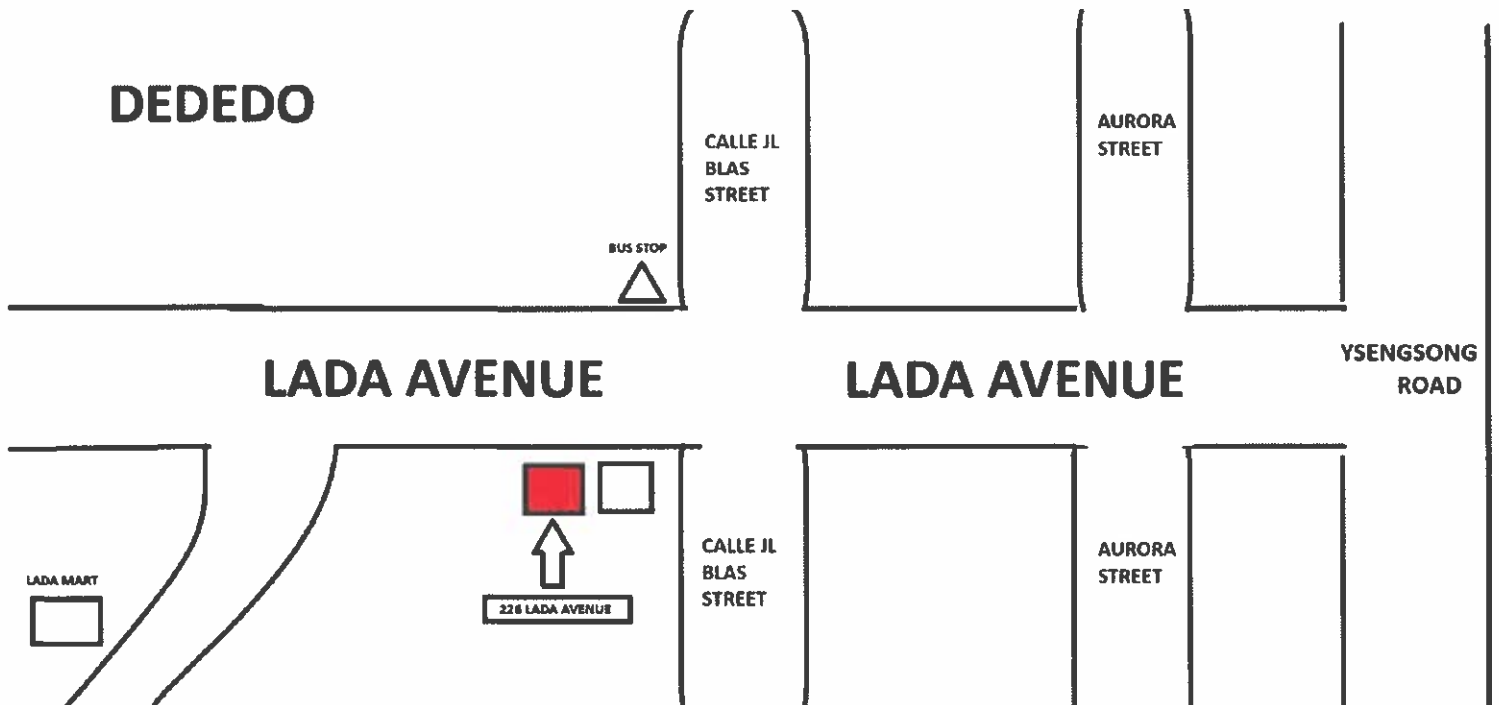 DEDEDO
CALLE JL
BLAS
STREET
AURORA
STREET
BUS STOP
LADA AVENUE
LADA AVENUE
YSENGSONG
ROAD
LADA MART
226 LADA AVENUE
CALLE JL
BLAS
STREET
AURORA
STREET